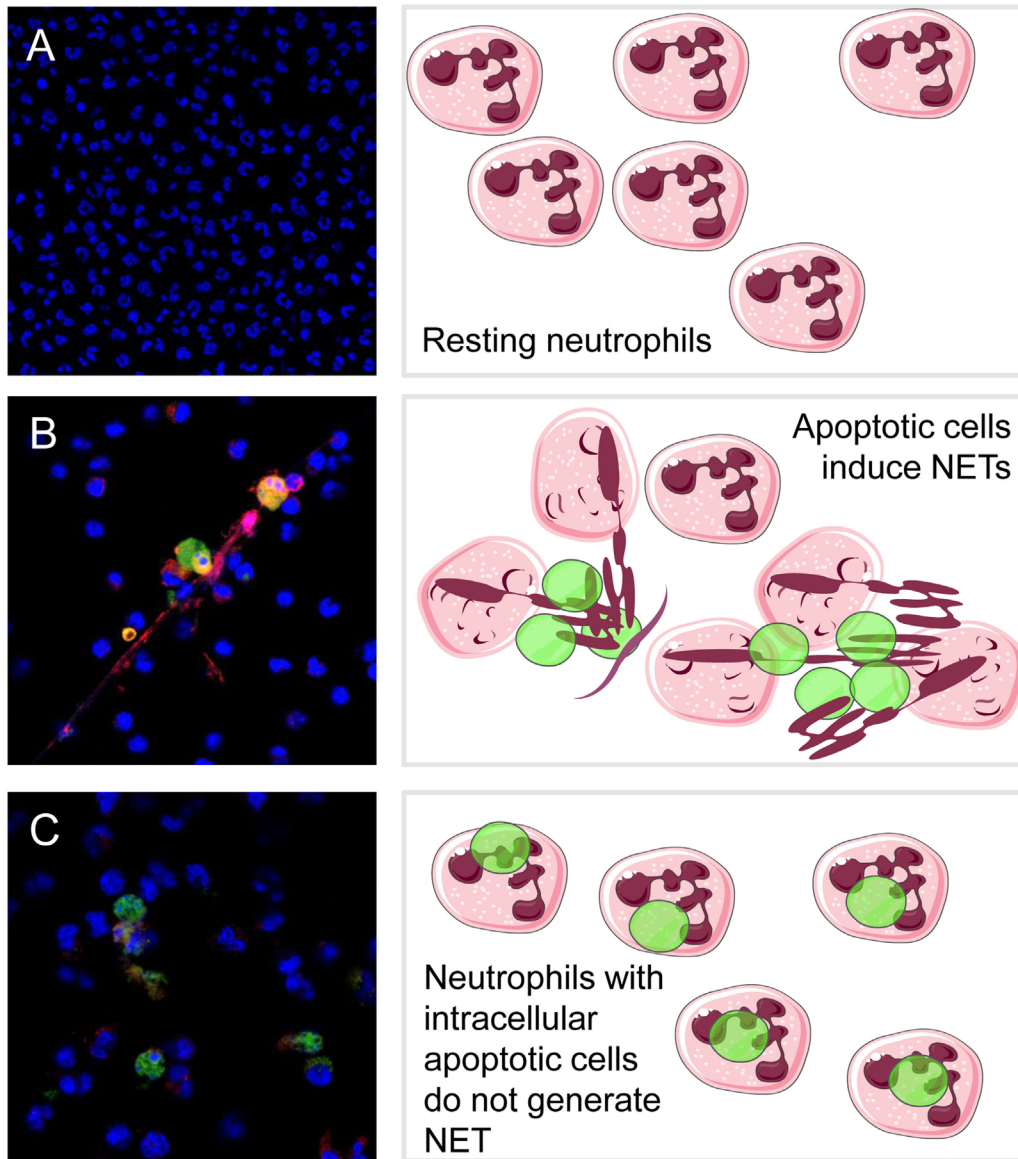 A
Resting neutrophils
B
Apoptotic cells
induce NETs
C
Neutrophils with
intracellular
apoptotic cells
do not generate
NET